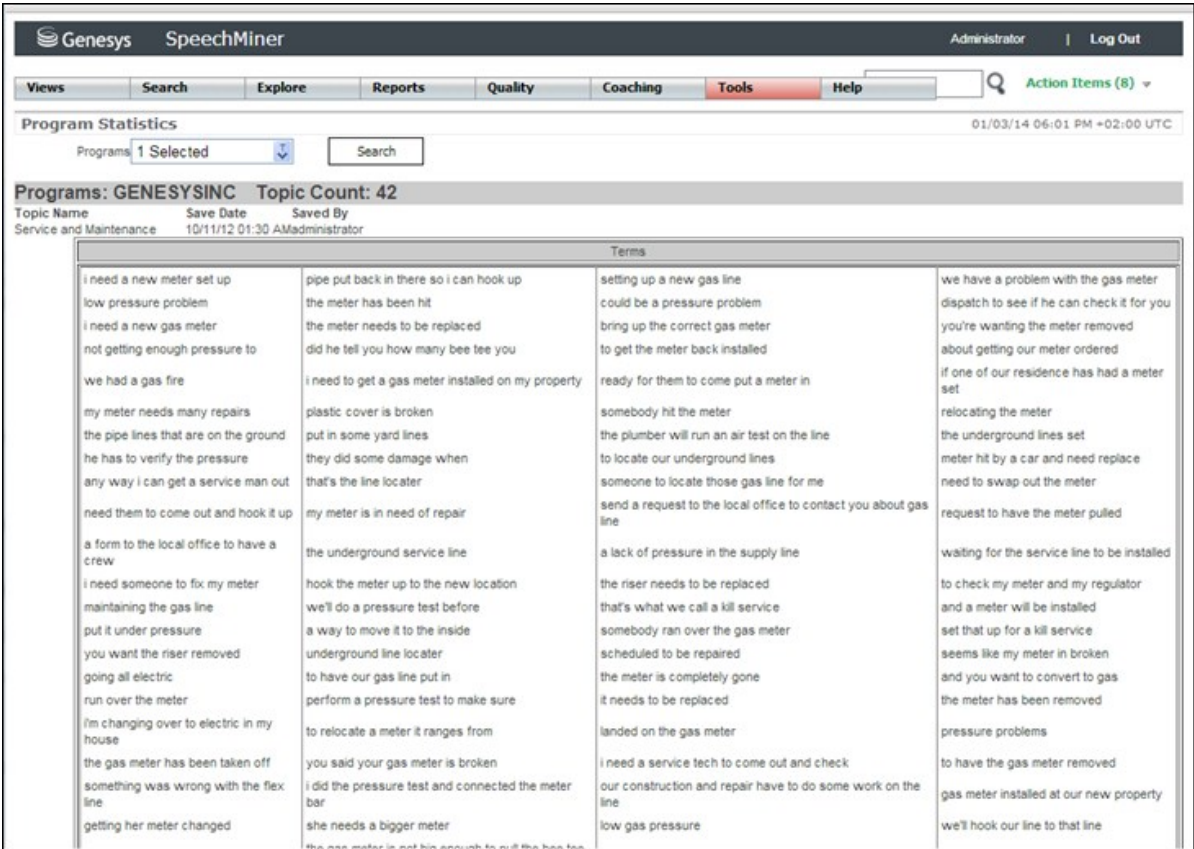 Genesys SpeechMiner Administrator | Log Out
Views Search Explore Reports Quality Coaching Tools Help Action Items (8)
Program Statistics 01/03/14 06:01 PM +02:00 UTC
Programs 1 Selected Search
Programs: GENESYSINC Topic Count: 42
Topic Name Save Date Saved By
Service and Maintenance 10/11/12 01:30 AMadministrator
Terms
i need a new meter set up pipe put back in there so i can hook up setting up a new gas line we have a problem with the gas meter
low pressure problem the meter has been hit could be a pressure problem dispatch to see if he can check it for you
i need a new gas meter the meter needs to be replaced bring up the correct gas meter you're wanting the meter removed
not getting enough pressure to did he tell you how many bee tee you to get the meter back installed about getting our meter ordered
we had a gas fire i need to get a gas meter installed on my property ready for them to come put a meter in if one of our residence has had a meter
set
my meter needs many repairs plastic cover is broken somebody hit the meter relocating the meter
the pipe lines that are on the ground put in some yard lines the plumber will run an air test on the line the underground lines set
he has to verify the pressure they did some damage when to locate our underground lines meter hit by a car and need replace
any way i can get a service man out that's the line locater someone to locate those gas line for me need to swap out the meter
need them to come out and hook it up my meter is in need of repair send a request to the local office to contact you about gas
line request to have the meter pulled
a form to the local office to have a
crew the underground service line a lack of pressure in the supply line waiting for the service line to be installed
i need someone to fix my meter hook the meter up to the new location the riser needs to be replaced to check my meter and my regulator
maintaining the gas line we'll do a pressure test before that's what we call a kill service and a meter will be installed
put it under pressure a way to move it to the inside somebody ran over the gas meter set that up for a kill service
you want the riser removed underground line locater scheduled to be repaired seems like my meter in broken
going all electric to have our gas line put in the meter is completely gone and you want to convert to gas
run over the meter perform a pressure test to make sure it needs to be replaced the meter has been removed
i'm changing over to electric in my
house to relocate a meter it ranges from landed on the gas meter pressure problems
the gas meter has been taken off you said your gas meter is broken i need a service tech to come out and check to have the gas meter removed
something was wrong with the flex
line i did the pressure test and connected the meter
bar our construction and repair have to do some work on the
line gas meter installed at our new property
getting her meter changed she needs a bigger meter low gas pressure we'll hook our line to that line
the gas meter is not big enough to pull the bee tee